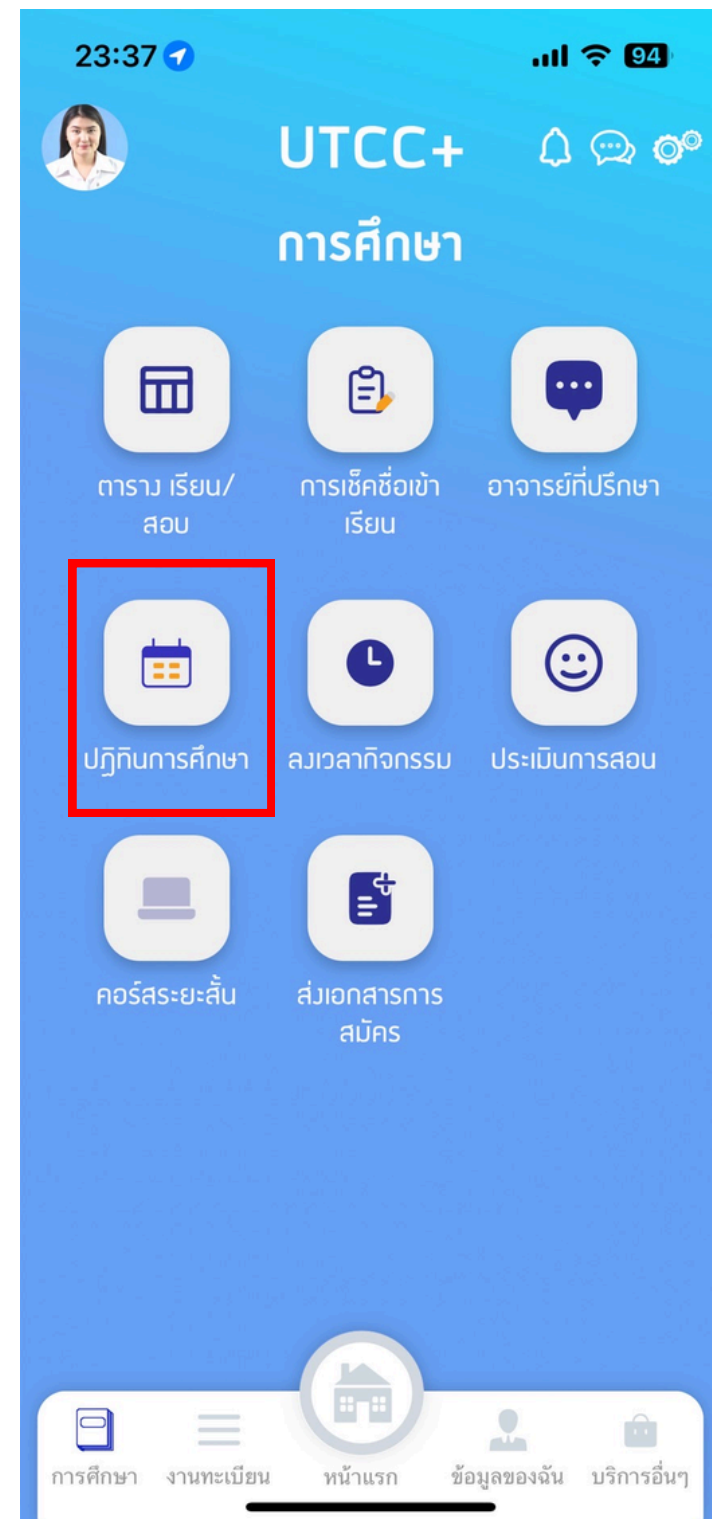 23:37
94
UTCC+
การศึกษา
ตาราง เรียน/
สอบ
การเช็คชื่อเข้า
เรียน
อาจารย์ที่ปรึกษา
ปฏิทินการศึกษา
ลงเวลากิจกรรม
ประเมินการสอน
คอร์สระยะสั้น
ส่งเอกสารการ
สมัคร
การศึกษา
งานทะเบียน
หน้าแรก
ข้อมูลของฉัน
บริการอื่นๆ